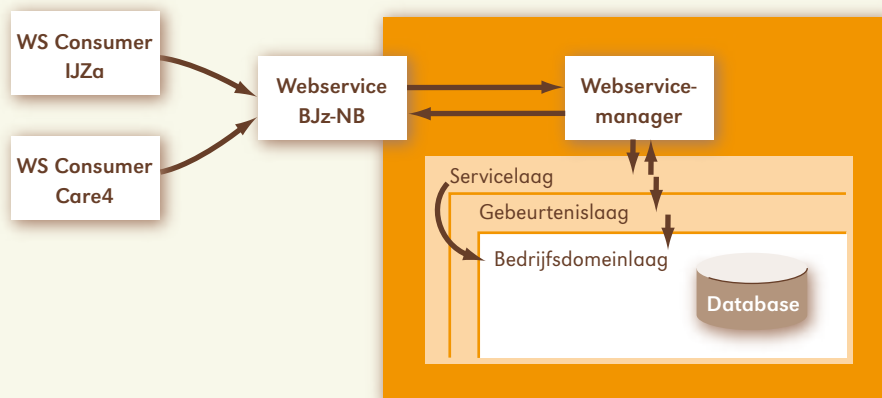 WS Consumer
IJZa
WS Consumer
Care4
Webservice
BJz-NB
Webservice-
manager
Servicelaag
Gebeurtenislaag
Bedrijfsdomeinlaag
Database